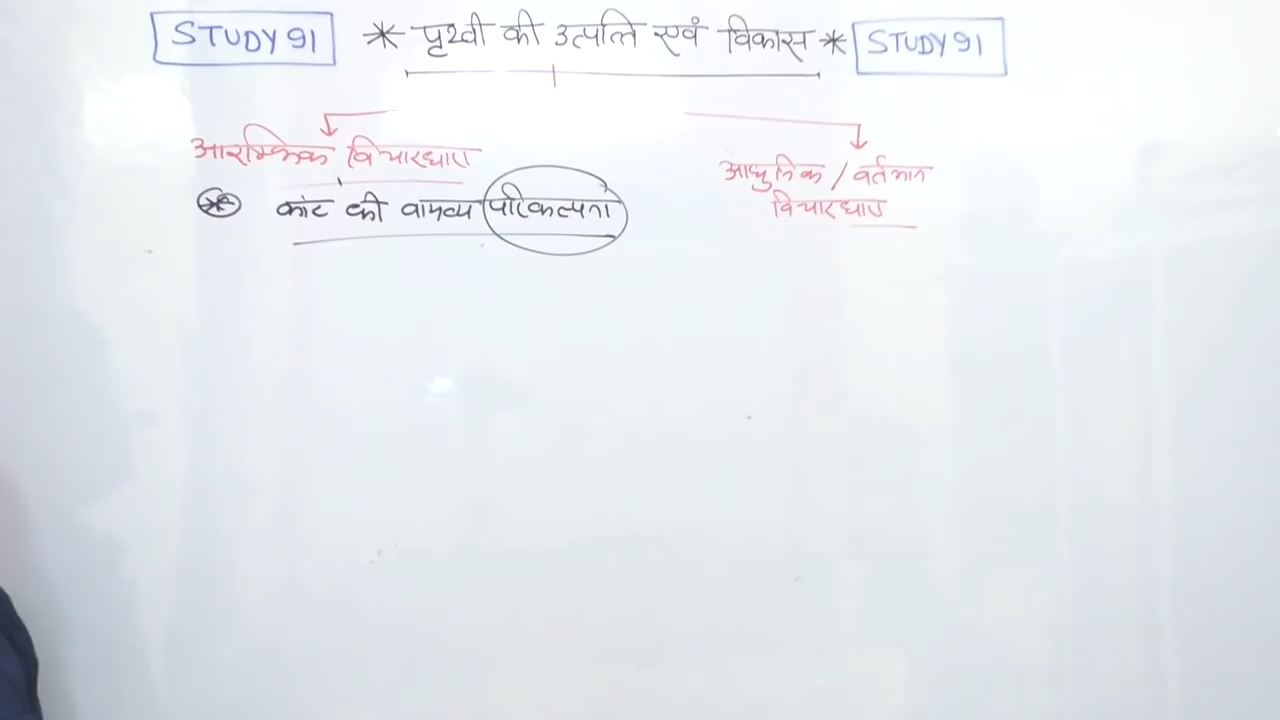 STUDY 91 * पृथ्वी की उत्पत्ति एवं विकास * STUDY 91
आरम्भिक विचारधारा
आधुनिक / वर्तमान
विचारधारा
* कांट की वायव्य परिकल्पना